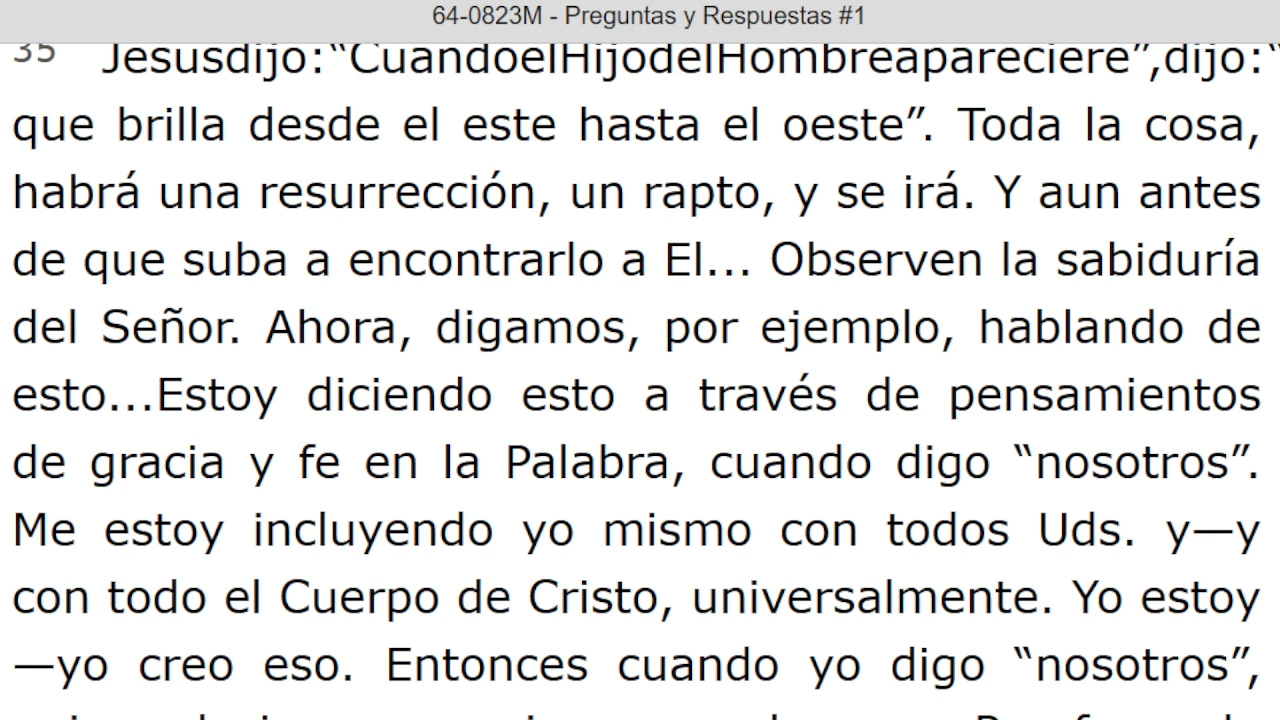 64-0823M - Preguntas y Respuestas #1
35 Jesusdijo:“CuandoelHijodelHombreapareciere”,dijo:“
que brilla desde el este hasta el oeste”. Toda la cosa,
habrá una resurrección, un rapto, y se irá. Y aun antes
de que suba a encontrarlo a El... Observen la sabiduría
del Señor. Ahora, digamos, por ejemplo, hablando de
esto...Estoy diciendo esto a través de pensamientos
de gracia y fe en la Palabra, cuando digo “nosotros”.
Me estoy incluyendo yo mismo con todos Uds. y—y
con todo el Cuerpo de Cristo, universalmente. Yo estoy
—yo creo eso. Entonces cuando yo digo “nosotros”,